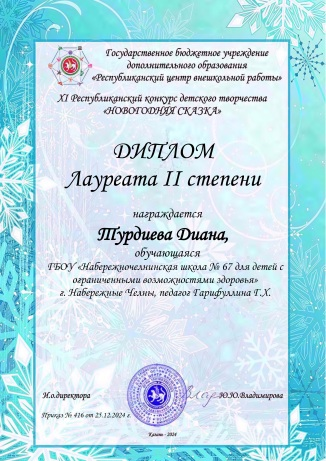 Государственное бюджетное учреждение
дополнительного образования
«Республиканский центр внешкольной работы»
XI Республиканский конкурс детского творчества
«НОВОГОДНЯЯ СКАЗКА»
ДИПЛОМ
Лауреата II степени
награждается
Турдиева Диана,
обучающаяся
ГБОУ «Набережночелнинская школа № 67 для детей с
ограниченными возможностями здоровья»
г. Набережные Челны, педагог Гарифуллина Г.Х.
И.о.директора Ю.Ю.Владимирова
Приказ № 416 от 25.12.2024 г.
Казань - 2024